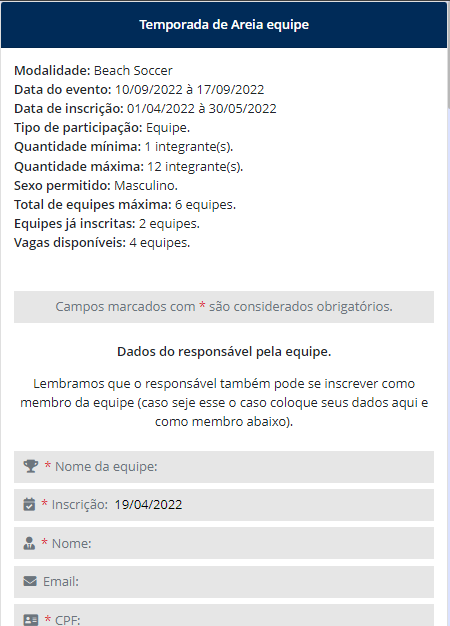 Temporada de Areia equipe
Modalidade: Beach Soccer
Data do evento: 10/09/2022 à 17/09/2022
Data de inscrição: 01/04/2022 à 30/05/2022
Tipo de participação: Equipe.
Quantidade mínima: 1 integrante(s).
Quantidade máxima: 12 integrante(s).
Sexo permitido: Masculino.
Total de equipes máxima: 6 equipes.
Equipes já inscritas: 2 equipes.
Vagas disponíveis: 4 equipes.
Campos marcados com * são considerados obrigatórios.
Dados do responsável pela equipe.
Lembramos que o responsável também pode se inscrever como
membro da equipe (caso seje esse o caso coloque seus dados aqui e
como membro abaixo).
* Nome da equipe:
* Inscrição: 19/04/2022
* Nome:
Email:
* CPF: